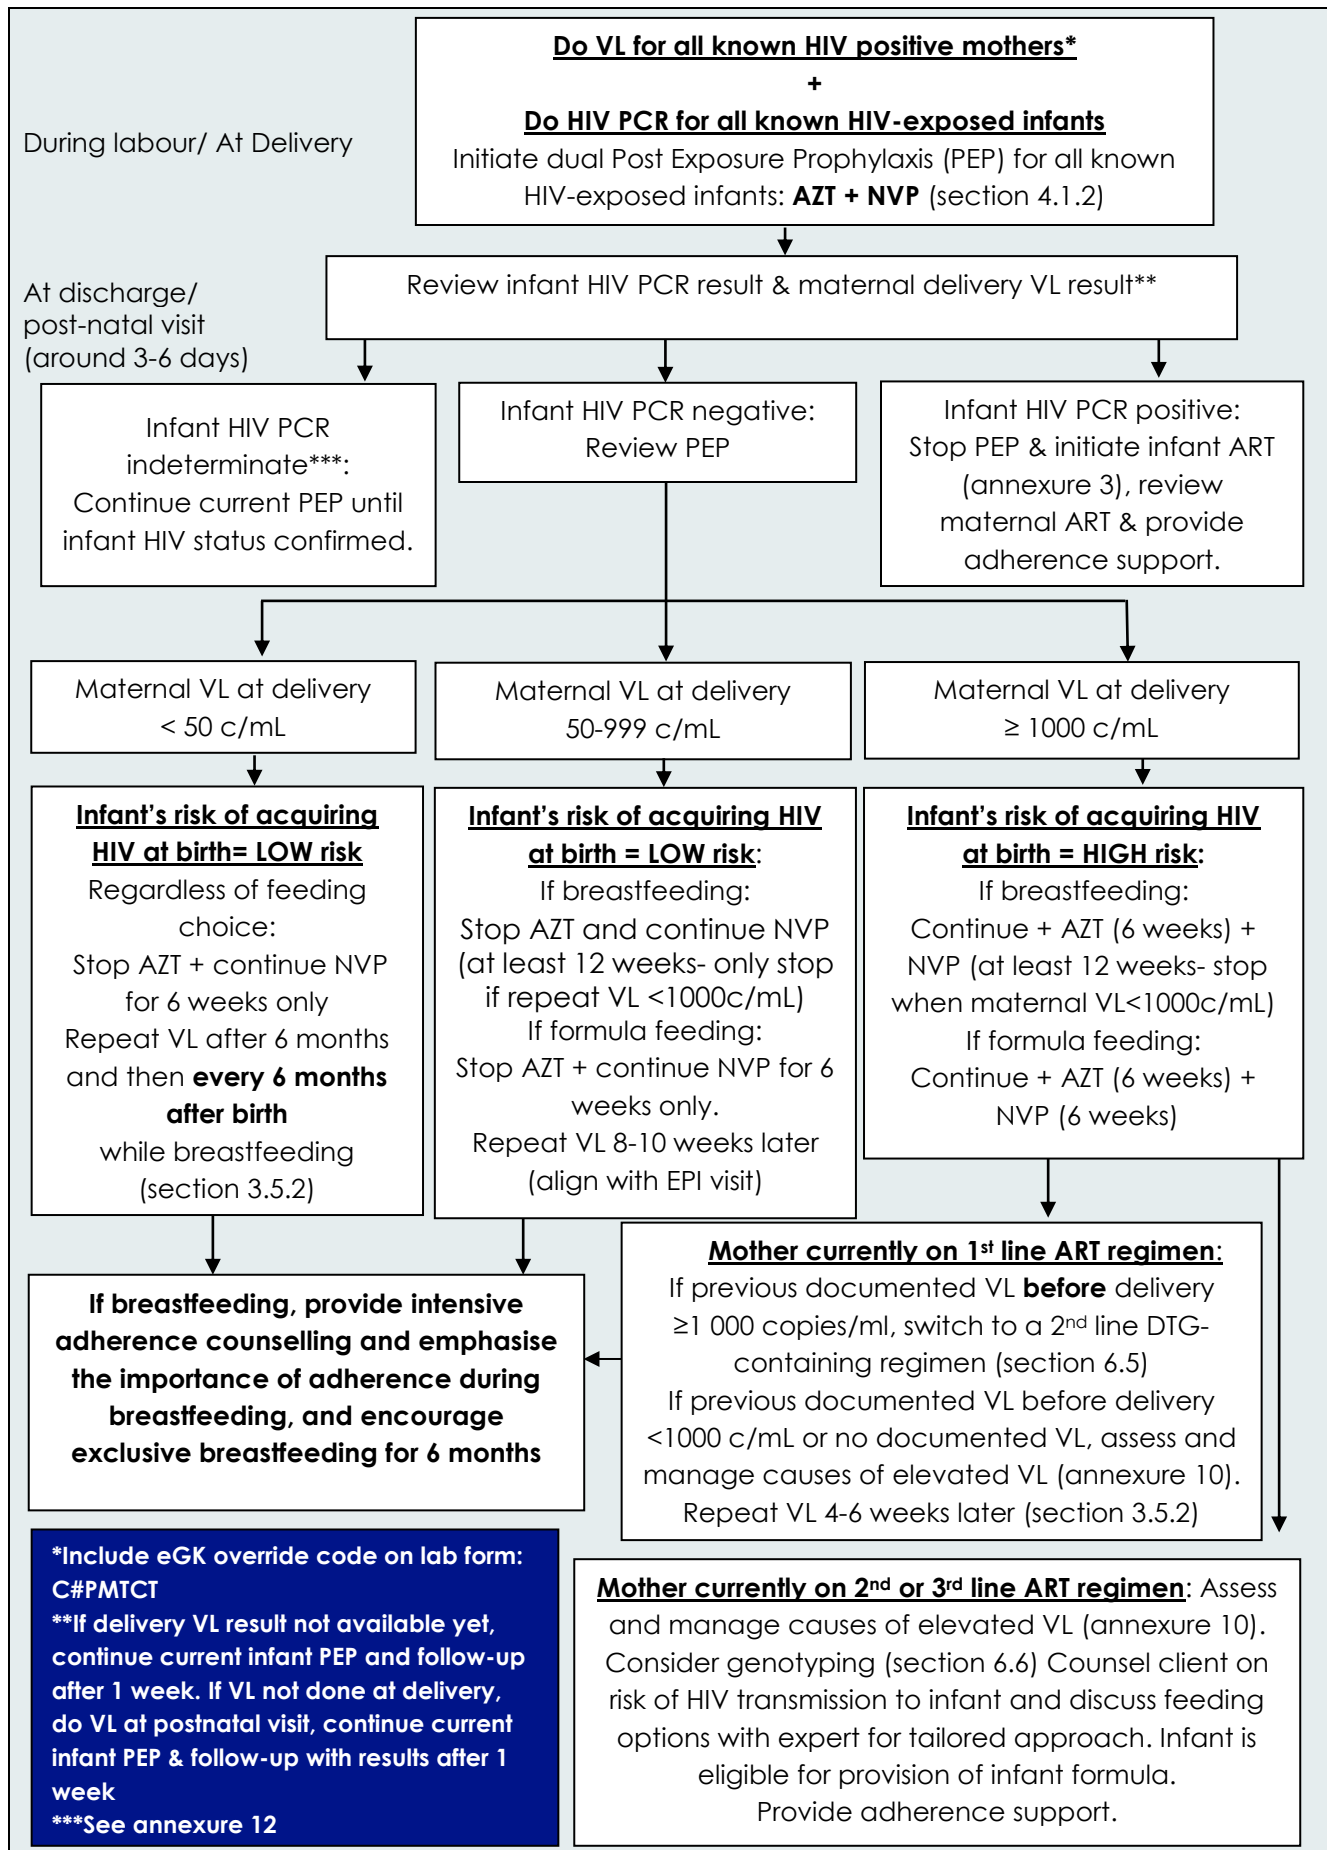 Do VL for all known HIV positive mothers*
+
Do HIV PCR for all known HIV-exposed infants
Initiate dual Post Exposure Prophylaxis (PEP) for all known
HIV-exposed infants: AZT + NVP (section 4.1.2)
During labour/ At Delivery
Review infant HIV PCR result & maternal delivery VL result**
At discharge/
post-natal visit
(around 3-6 days)
Infant HIV PCR
indeterminate***:
Continue current PEP until
infant HIV status confirmed.
Infant HIV PCR negative:
Review PEP
Infant HIV PCR positive:
Stop PEP & initiate infant ART
(annexure 3), review
maternal ART & provide
adherence support.
Maternal VL at delivery
< 50 c/mL
Maternal VL at delivery
50-999 c/mL
Maternal VL at delivery
≥ 1000 c/mL
Infant's risk of acquiring
HIV at birth= LOW risk
Regardless of feeding
choice:
Stop AZT + continue NVP
for 6 weeks only
Repeat VL after 6 months
and then every 6 months
after birth
while breastfeeding
(section 3.5.2)
Infant's risk of acquiring HIV
at birth = LOW risk:
If breastfeeding:
Stop AZT and continue NVP
(at least 12 weeks- only stop
if repeat VL <1000c/mL)
If formula feeding:
Stop AZT + continue NVP for 6
weeks only.
Repeat VL 8-10 weeks later
(align with EPI visit)
Infant's risk of acquiring HIV
at birth = HIGH risk:
If breastfeeding:
Continue + AZT (6 weeks) +
NVP (at least 12 weeks- stop
when maternal VL<1000c/mL)
If formula feeding:
Continue + AZT (6 weeks) +
NVP (6 weeks)
If breastfeeding, provide intensive
adherence counselling and emphasise
the importance of adherence during
breastfeeding, and encourage
exclusive breastfeeding for 6 months
Mother currently on 1st line ART regimen:
If previous documented VL before delivery
≥1 000 copies/ml, switch to a 2nd line DTG-
containing regimen (section 6.5)
If previous documented VL before delivery
<1000 c/mL or no documented VL, assess and
manage causes of elevated VL (annexure 10).
Repeat VL 4-6 weeks later (section 3.5.2)
*Include eGK override code on lab form:
C#PMTCT
**If delivery VL result not available yet,
continue current infant PEP and follow-up
after 1 week. If VL not done at delivery,
do VL at postnatal visit, continue current
infant PEP & follow-up with results after 1
week
***See annexure 12
Mother currently on 2nd or 3rd line ART regimen: Assess
and manage causes of elevated VL (annexure 10).
Consider genotyping (section 6.6) Counsel client on
risk of HIV transmission to infant and discuss feeding
options with expert for tailored approach. Infant is
eligible for provision of infant formula.
Provide adherence support.